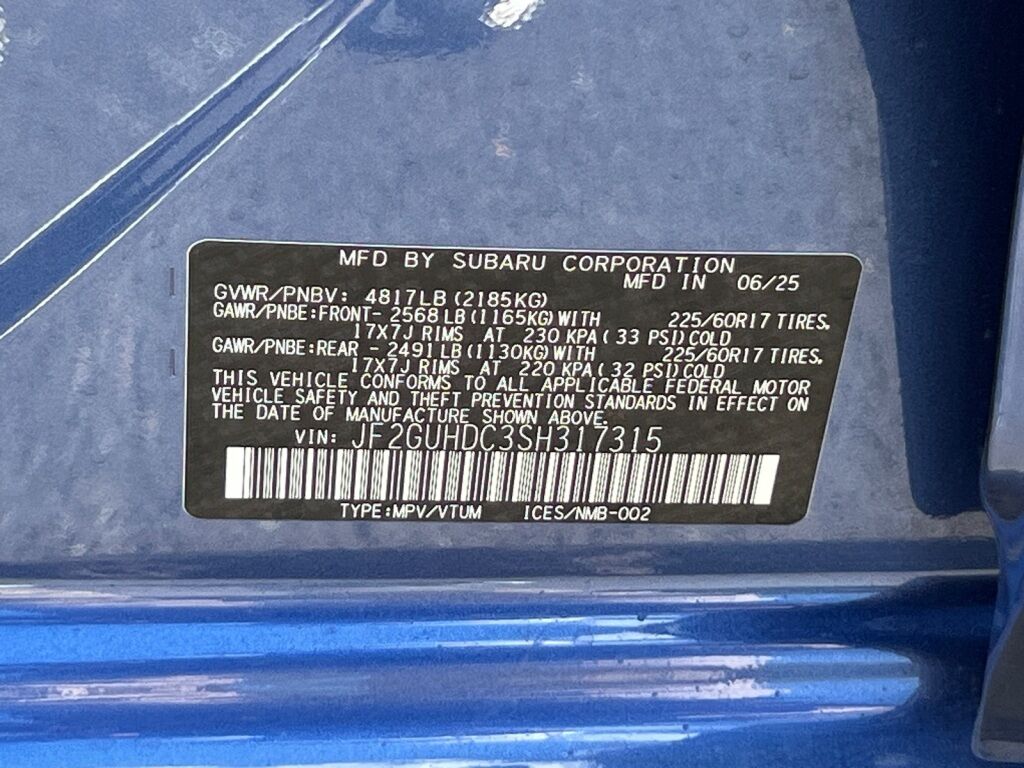 MFD BY SUBARU CORPORATION
MFD IN 06/25
GVWR/PNBV: 4817LB (2185KG)
GAWR/PNBE:FRONT- 2568 LB (1165KG) WITH 225/60R17 TIRES.
17X7J RIMS AT 230 KPA ( 33 PSI) COLD
GAWR/PNBE:REAR - 2491 LB (1130KG) WITH 225/60R17 TIRES.
17X7J RIMS AT 220 KPA ( 32 PSI) COLD
THIS VEHICLE CONFORMS TO ALL APPLICABLE FEDERAL MOTOR
VEHICLE SAFETY AND THEFT PREVENTION STANDARDS IN EFFECT ON
THE DATE OF MANUFACTURE SHOWN ABOVE.
VIN: JF2GUHDC3SH317315
TYPE:MPV/VTUM ICES/NMB-002